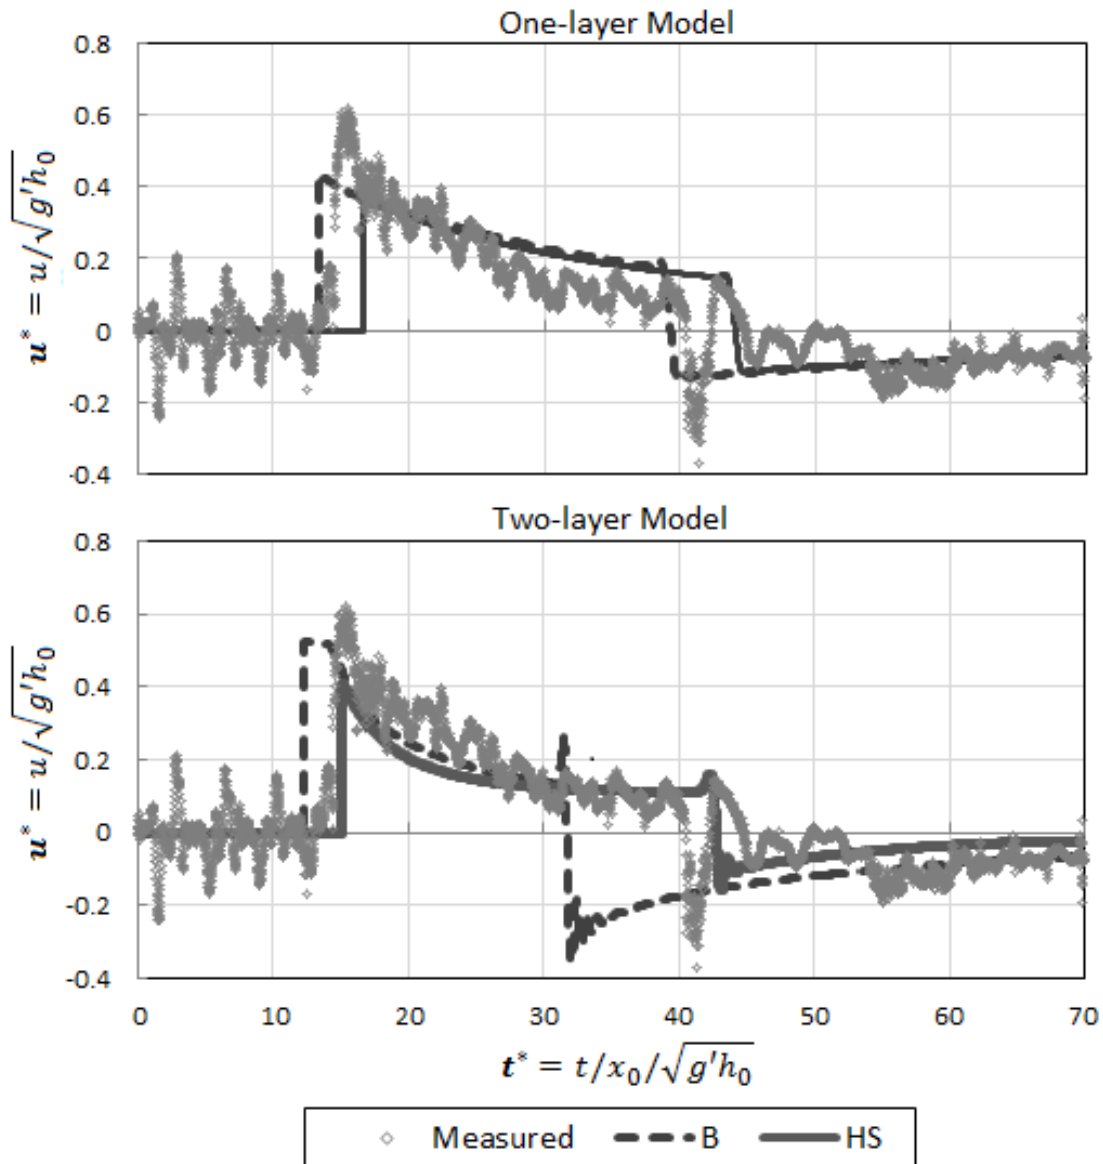 One-layer Model
u* = u/√g'h₀
0.8
0.6
0.4
0.2
0
-0.2
-0.4
Two-layer Model
u* = u/√g'h₀
0.8
0.6
0.4
0.2
0
-0.2
-0.4
0 10 20 30 40 50 60 70
t* = t/x₀/√g'h₀
Measured B HS